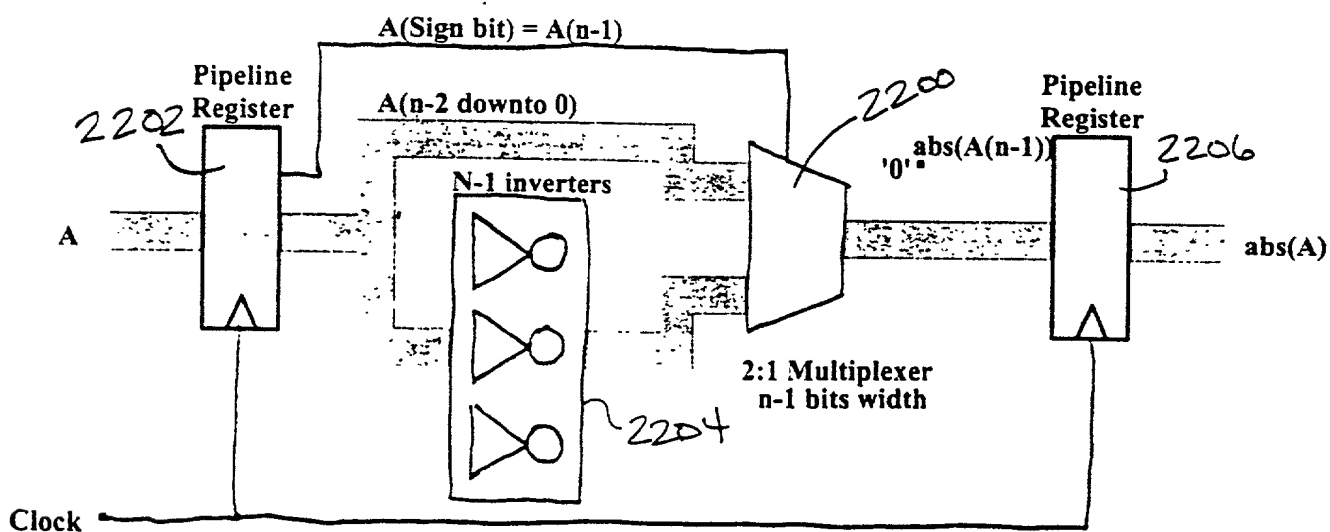 A(Sign bit) = A(n-1)
Pipeline
Register
2202
A(n-2 downto 0)
2200
Pipeline
Register
abs(A(n-1))
'0'
2206
N-1 inverters
A
abs(A)
2:1 Multiplexer
n-1 bits width
2204
Clock